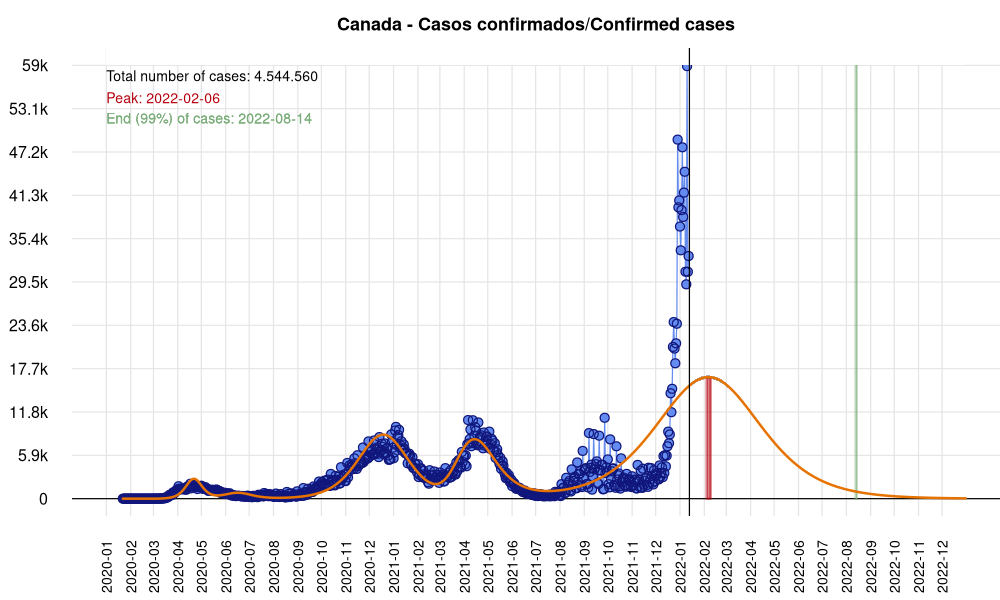 Canada - Casos confirmados/Confirmed cases
Total number of cases: 4.544.560
Peak: 2022-02-06
End (99%) of cases: 2022-08-14
59k
53.1k
47.2k
41.3k
35.4k
29.5k
23.6k
17.7k
11.8k
5.9k
0
2020-01
2020-02
2020-03
2020-04
2020-05
2020-06
2020-07
2020-08
2020-09
2020-10
2020-11
2020-12
2021-01
2021-02
2021-03
2021-04
2021-05
2021-06
2021-07
2021-08
2021-09
2021-10
2021-11
2021-12
2022-01
2022-02
2022-03
2022-04
2022-05
2022-06
2022-07
2022-08
2022-09
2022-10
2022-11
2022-12